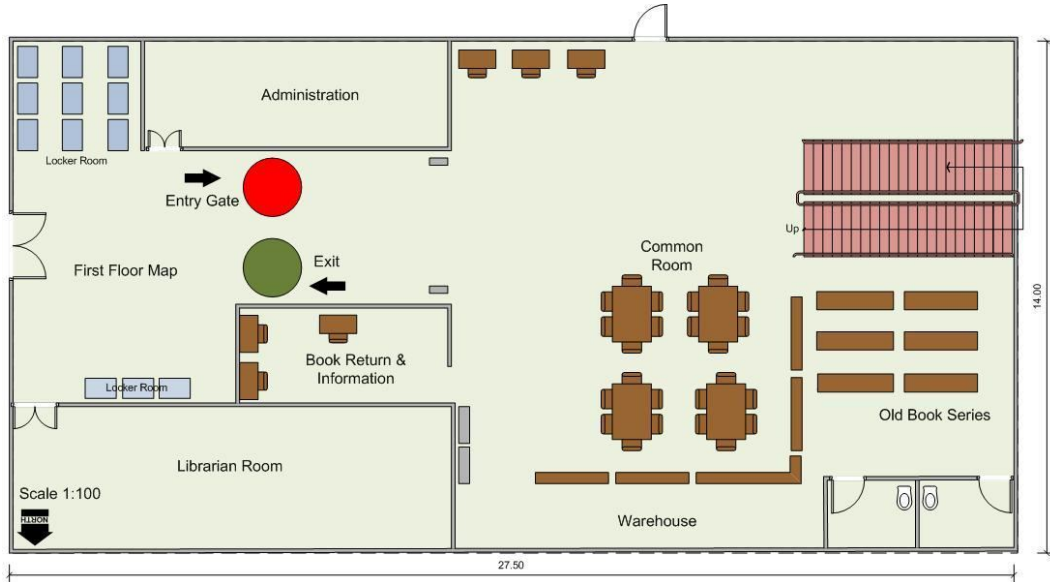 Administration
Locker Room
Entry Gate
Exit
First Floor Map
Common
Room
Up
14.00
Book Return &
Information
Locker Room
Old Book Series
Librarian Room
Scale 1:100
NORTH
Warehouse
27.50